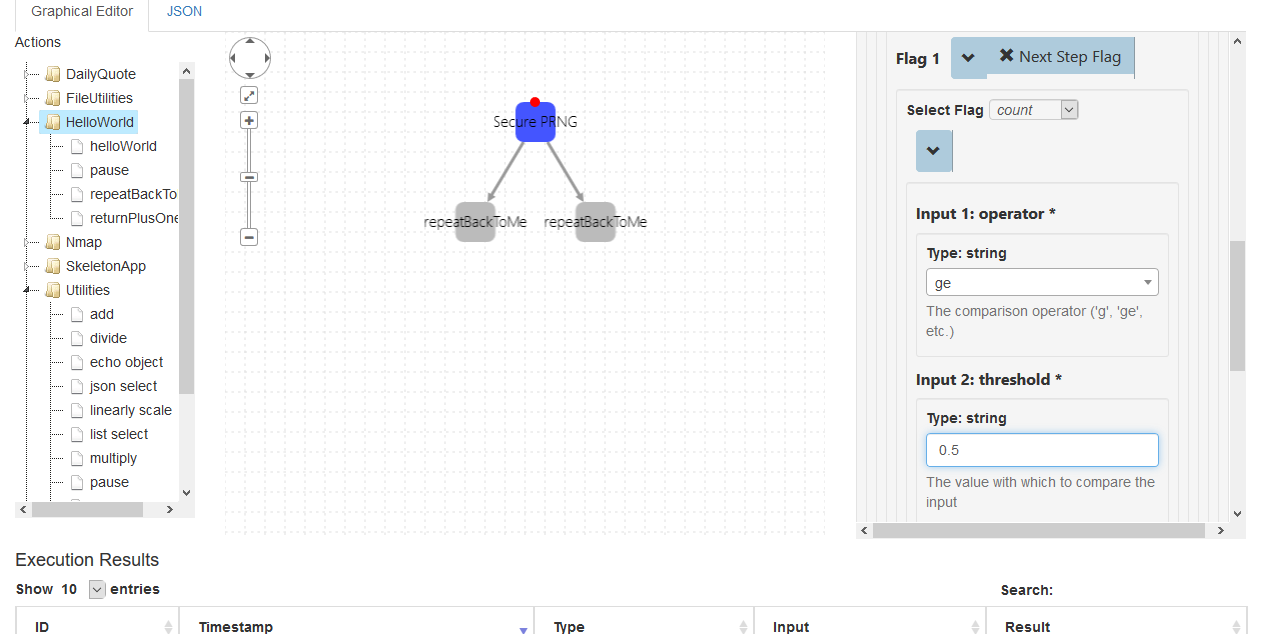 Graphical Editor
JSON
Actions
DailyQuote
FileUtilities
HelloWorld
helloWorld
pause
repeatBackTo
returnPlusOne
Nmap
SkeletonApp
Utilities
add
divide
echo object
json select
linearly scale
list select
multiply
pause
Secure PRNG
repeatBackToMe
repeatBackToMe
Flag 1
Next Step Flag
Select Flag count
Input 1: operator *
Type: string
ge
The comparison operator ('g', 'ge',
etc.)
Input 2: threshold *
Type: string
0.5
The value with which to compare the
input
Execution Results
Show 10 entries
Search:
ID Timestamp Type Input Result